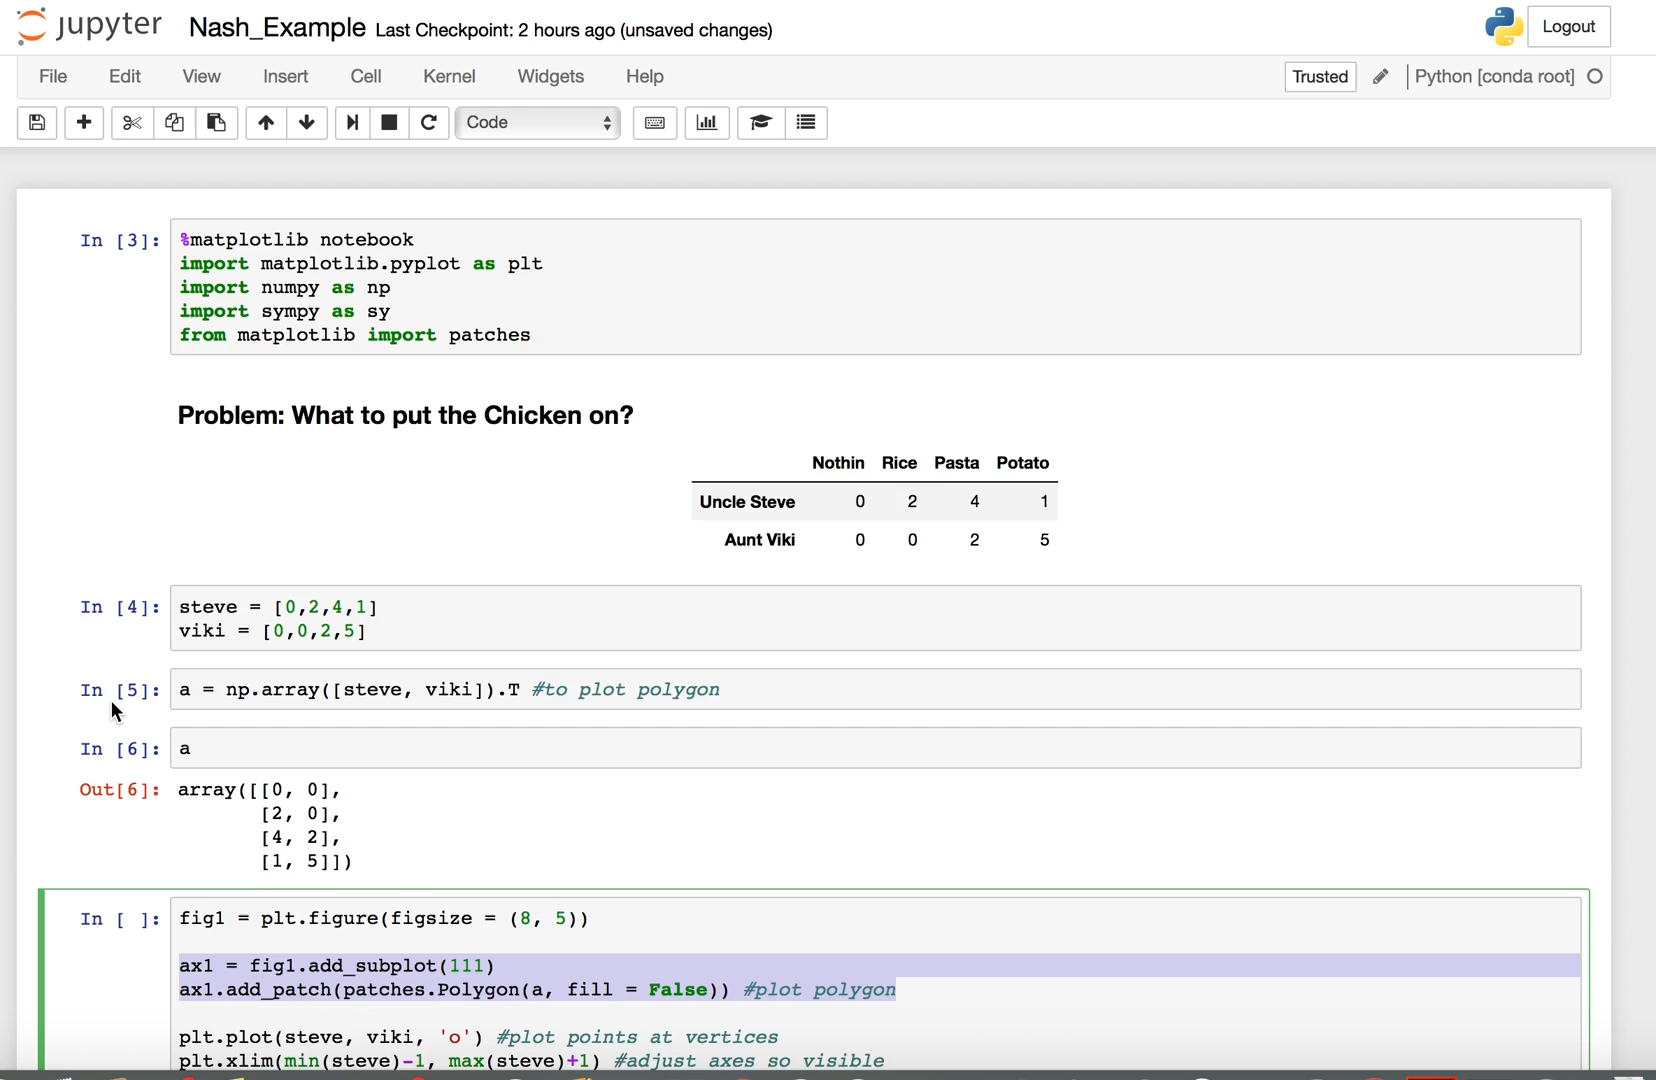 jupyter Nash_Example Last Checkpoint: 2 hours ago (unsaved changes) Logout
File Edit View Insert Cell Kernel Widgets Help Trusted Python [conda root]
Code
In [3]: %matplotlib notebook
import matplotlib.pyplot as plt
import numpy as np
import sympy as sy
from matplotlib import patches
Problem: What to put the Chicken on?
Nothin Rice Pasta Potato
Uncle Steve 0 2 4 1
Aunt Viki 0 0 2 5
In [4]: steve = [0,2,4,1]
viki = [0,0,2,5]
In [5]: a = np.array([steve, viki]).T #to plot polygon
In [6]: a
Out[6]: array([[0, 0],
[2, 0],
[4, 2],
[1, 5]])
In [ ]: fig1 = plt.figure(figsize = (8, 5))
ax1 = fig1.add_subplot(111)
ax1.add_patch(patches.Polygon(a, fill = False)) #plot polygon
plt.plot(steve, viki, 'o') #plot points at vertices
plt.xlim(min(steve)-1, max(steve)+1) #adjust axes so visible